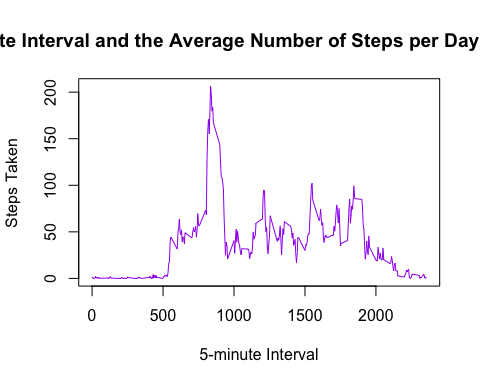 te Interval and the Average Number of Steps per Day
Steps Taken
200
150
100
50
0
0 500 1000 1500 2000
5-minute Interval